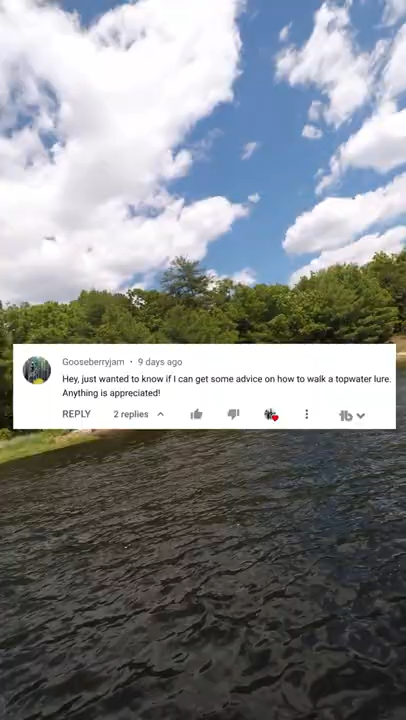 Gooseberryjam · 9 days ago
Hey, just wanted to know if I can get some advice on how to walk a topwater lure.
Anything is appreciated!
REPLY 2 replies